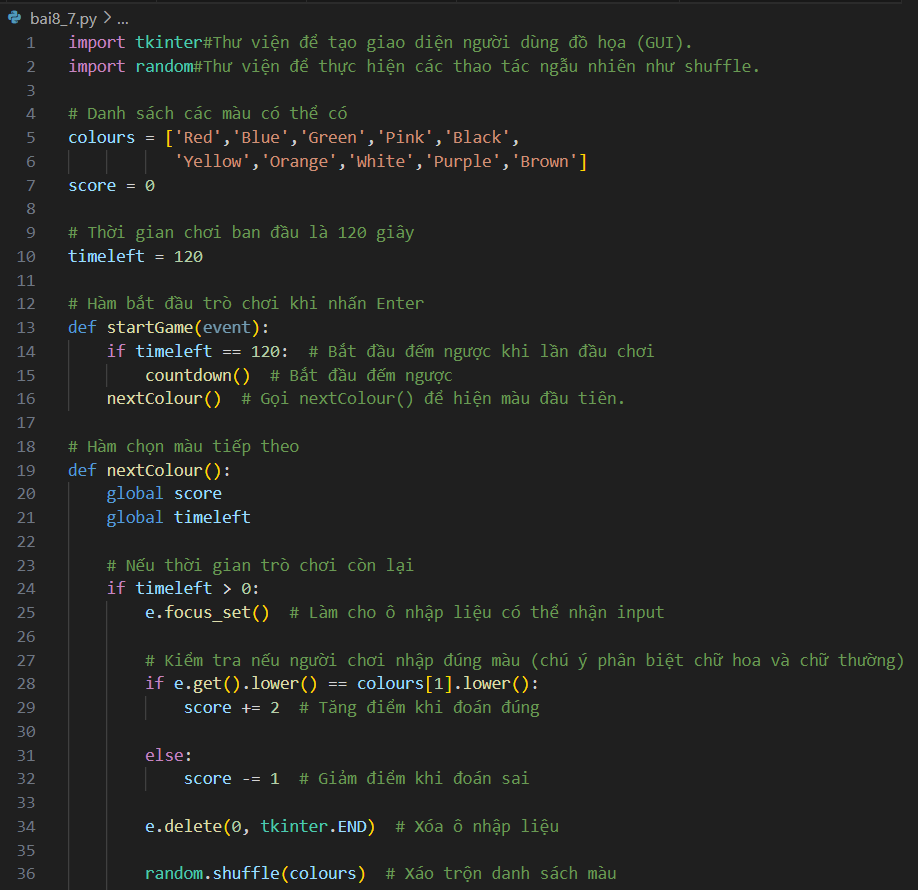 bai8_7.py > ...
1 import tkinter#Thư viện để tạo giao diện người dùng đồ họa (GUI).
2 import random#Thư viện để thực hiện các thao tác ngẫu nhiên như shuffle.
3
4 # Danh sách các màu có thể có
5 colours = ['Red','Blue','Green','Pink','Black',
6            'Yellow','Orange','White','Purple','Brown']
7 score = 0
8
9 # Thời gian chơi ban đầu là 120 giây
10 timeleft = 120
11
12 # Hàm bắt đầu trò chơi khi nhấn Enter
13 def startGame(event):
14     if timeleft == 120:  # Bắt đầu đếm ngược khi lần đầu chơi
15         countdown()  # Bắt đầu đếm ngược
16     nextColour()  # Gọi nextColour() để hiện màu đầu tiên.
17
18 # Hàm chọn màu tiếp theo
19 def nextColour():
20     global score
21     global timeleft
22
23     # Nếu thời gian trò chơi còn lại
24     if timeleft > 0:
25         e.focus_set()  # Làm cho ô nhập liệu có thể nhận input
26
27         # Kiểm tra nếu người chơi nhập đúng màu (chú ý phân biệt chữ hoa và chữ thường)
28         if e.get().lower() == colours[1].lower():
29             score += 2  # Tăng điểm khi đoán đúng
30
31         else:
32             score -= 1  # Giảm điểm khi đoán sai
33
34         e.delete(0, tkinter.END)  # Xóa ô nhập liệu
35
36         random.shuffle(colours)  # Xáo trộn danh sách màu